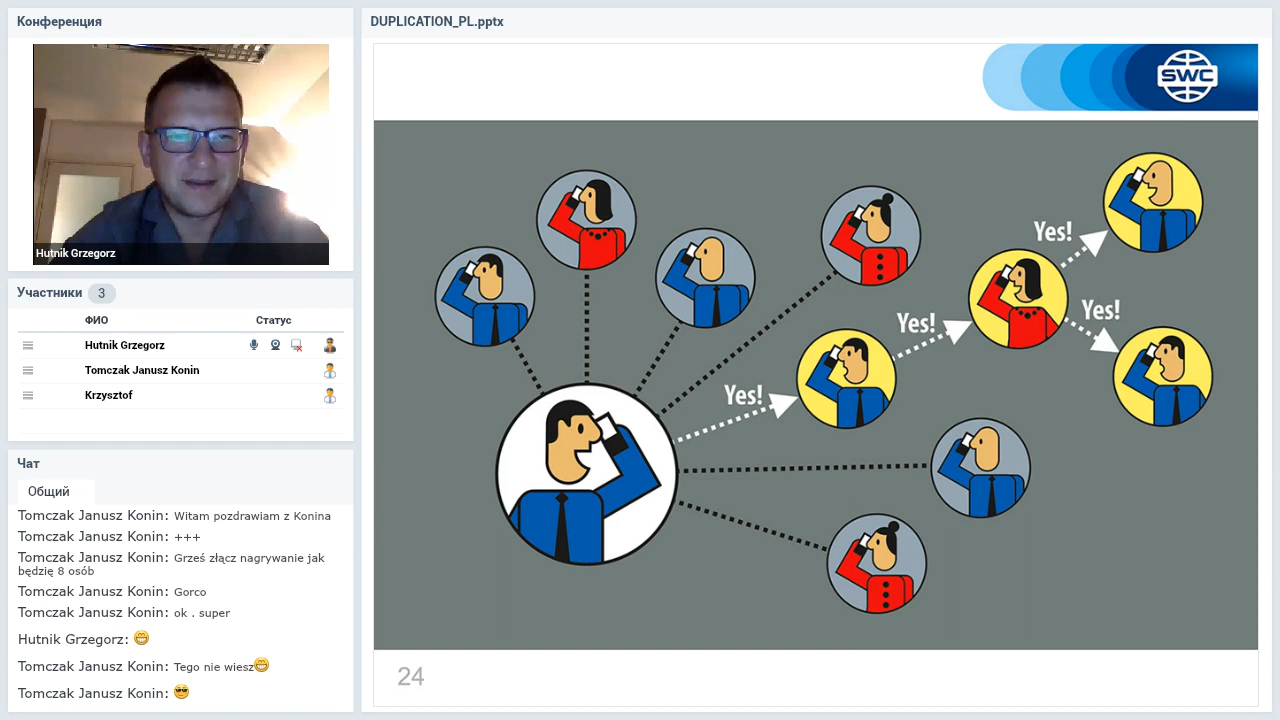 Конференция
Hutnik Grzegorz
Участники 3
ФИО Статус
Hutnik Grzegorz
Tomczak Janusz Konin
Krzysztof
Чат
Общий
Tomczak Janusz Konin: Witam pozdrawiam z Konina
Tomczak Janusz Konin: +++
Tomczak Janusz Konin: Grześ złącz nagrywanie jak
będzię 8 osób
Tomczak Janusz Konin: Gorco
Tomczak Janusz Konin: ok . super
Hutnik Grzegorz: 😁
Tomczak Janusz Konin: Tego nie wiesz😁
Tomczak Janusz Konin: 😎
DUPLICATION_PL.pptx
SWC
Yes!
Yes!
Yes!
Yes!
24